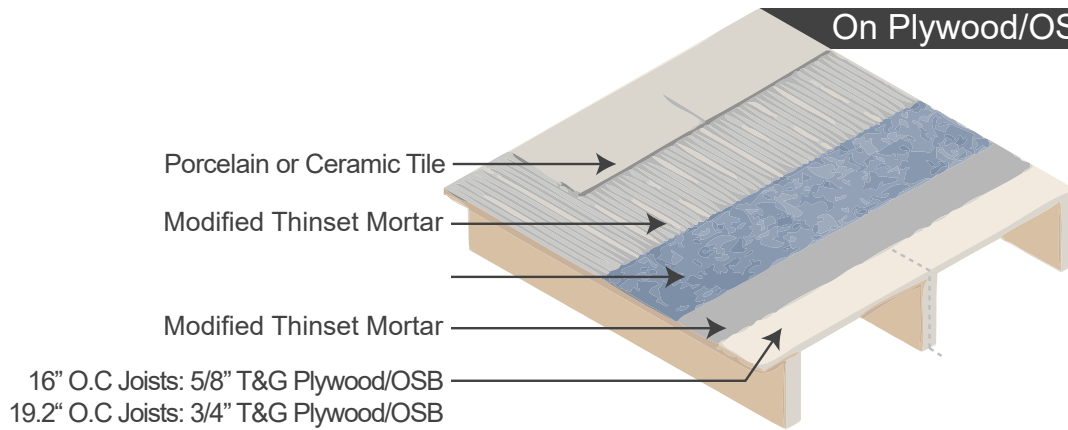 On Plywood/OS
Porcelain or Ceramic Tile
Modified Thinset Mortar
Modified Thinset Mortar
16” O.C Joists: 5/8” T&G Plywood/OSB
19.2“ O.C Joists: 3/4” T&G Plywood/OSB